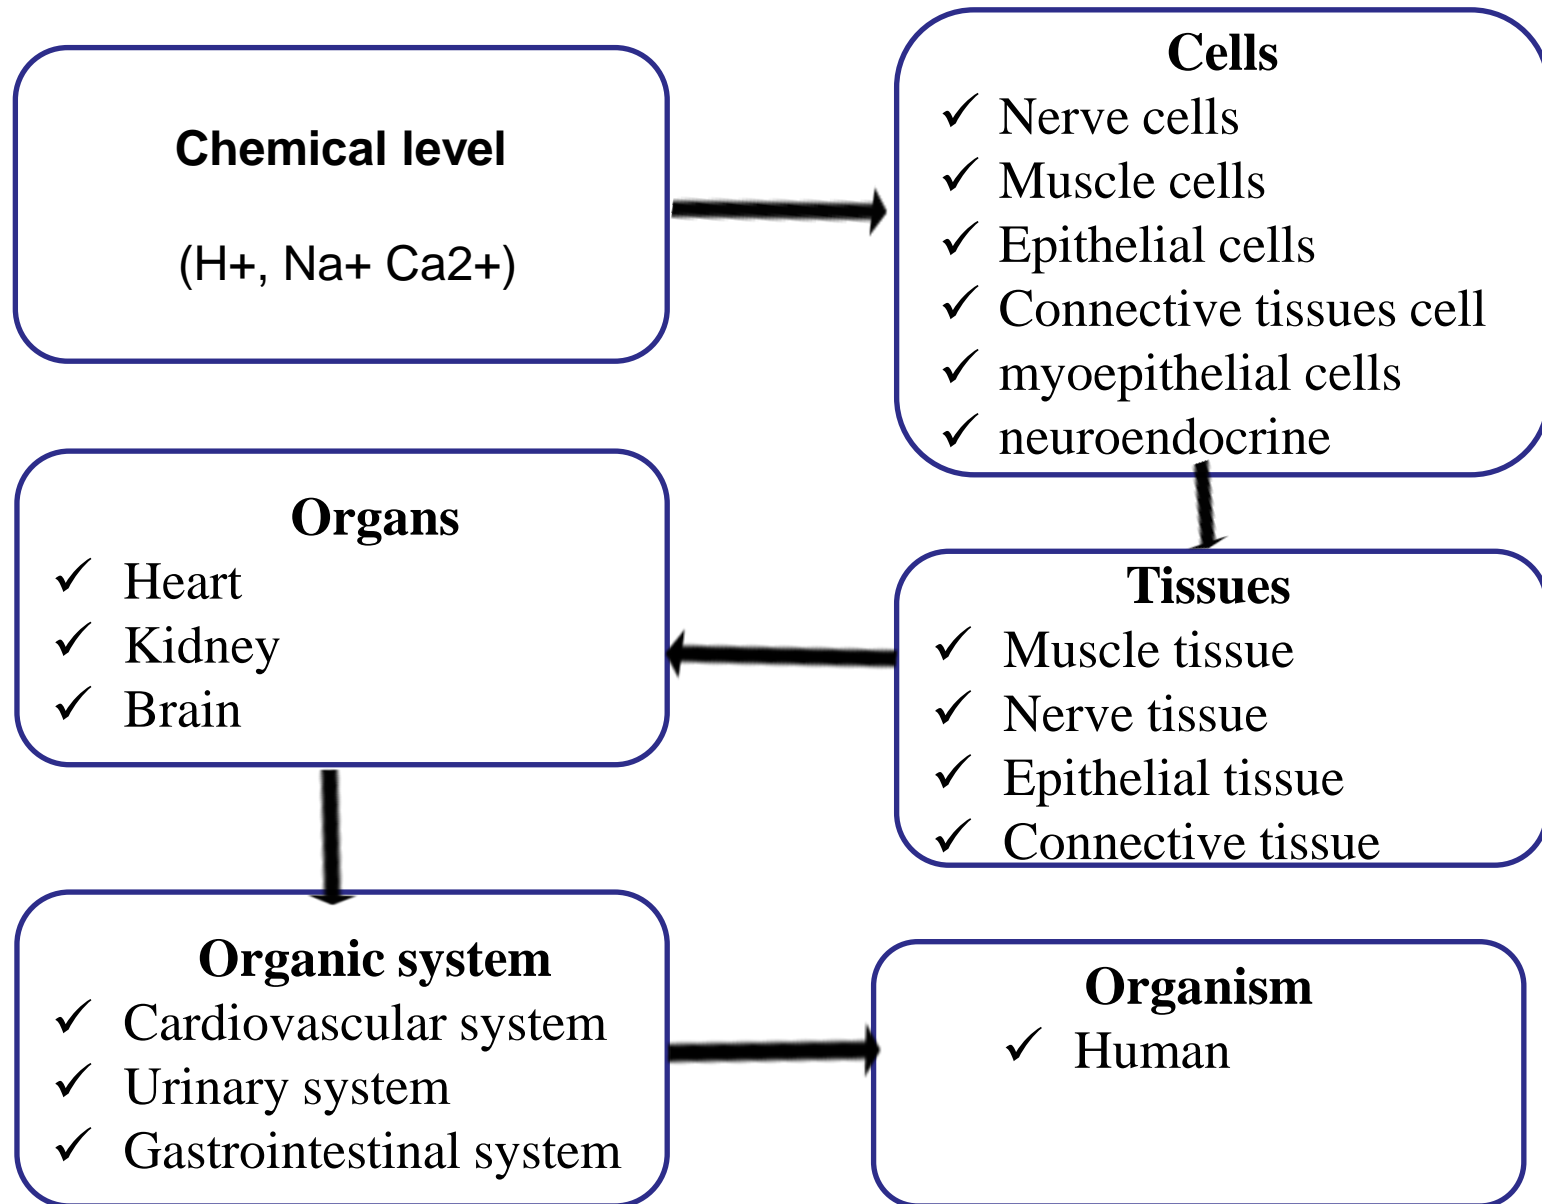 Chemical level
(H+, Na+ Ca2+)
Cells
✓ Nerve cells
✓ Muscle cells
✓ Epithelial cells
✓ Connective tissues cell
✓ myoepithelial cells
✓ neuroendocrine
Tissues
✓ Muscle tissue
✓ Nerve tissue
✓ Epithelial tissue
✓ Connective tissue
Organs
✓ Heart
✓ Kidney
✓ Brain
Organic system
✓ Cardiovascular system
✓ Urinary system
✓ Gastrointestinal system
Organism
✓ Human